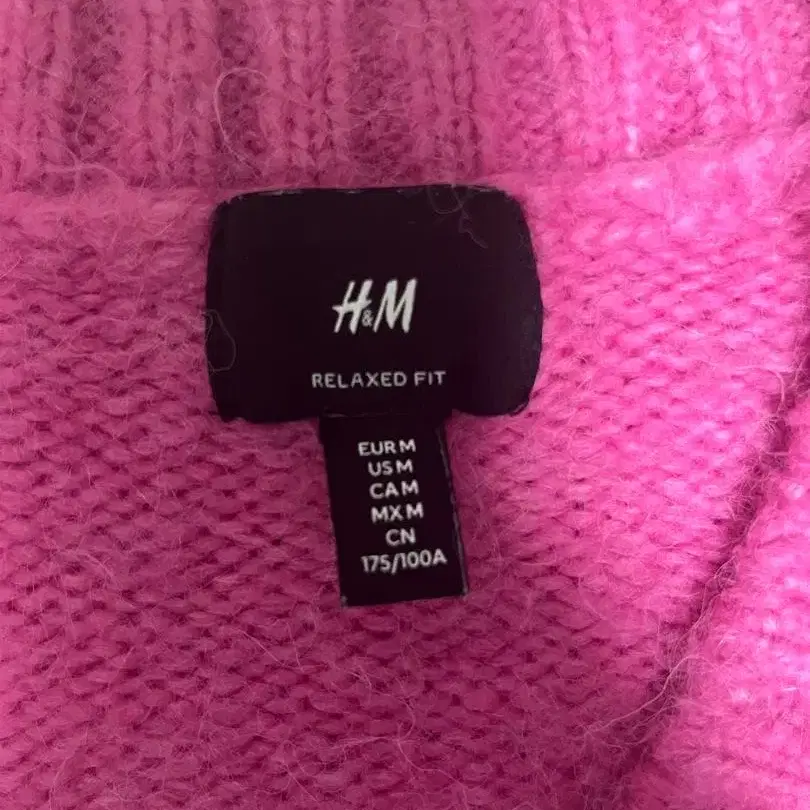 H&M
RELAXED FIT
EUR M
US M
CA M
MX M
CN
175/100A